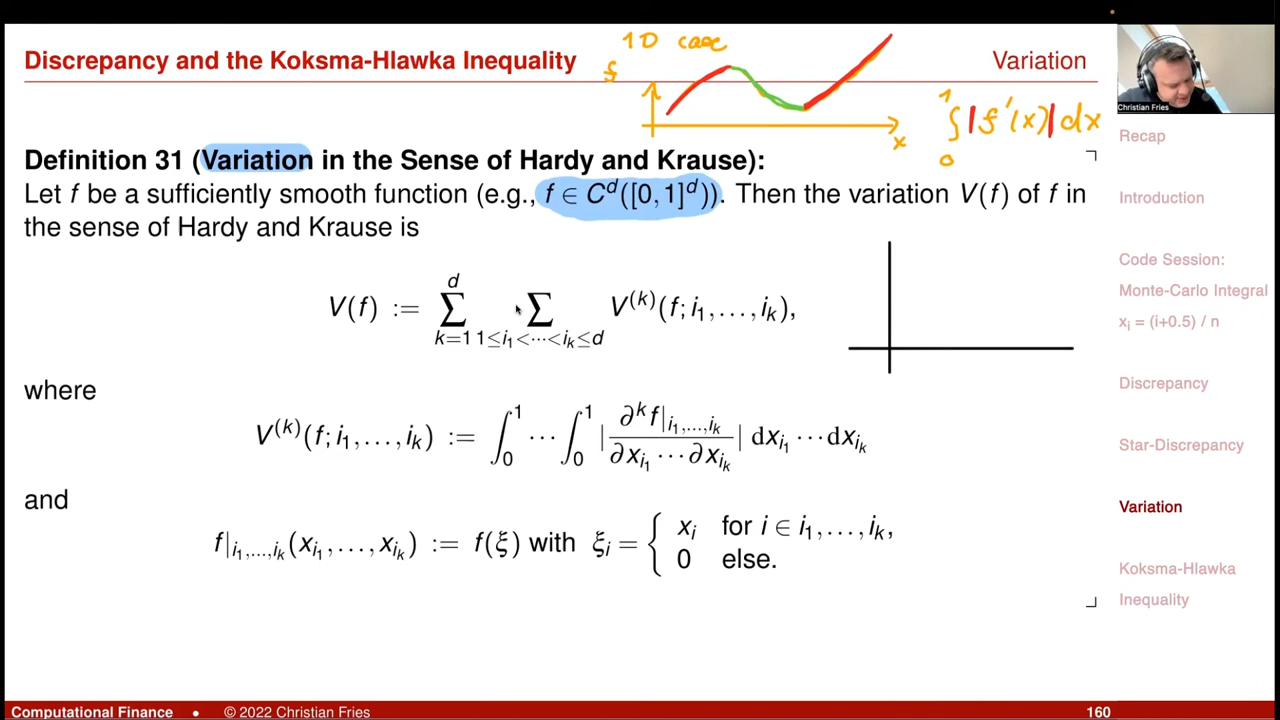 1D case
Discrepancy and the Koksma-Hlawka Inequality
Variation
f
x
1
∫ |f'(x)| dx
0
Christian Fries
Definition 31 (Variation in the Sense of Hardy and Krause):
Let f be a sufficiently smooth function (e.g., f ∈ C^d([0, 1]^d)). Then the variation V(f) of f in
the sense of Hardy and Krause is
V(f) := ∑_{k=1}^{d} ∑_{1≤i_1<⋯<i_k≤d} V^{(k)}(f; i_1, …, i_k),
where
V^{(k)}(f; i_1, …, i_k) := ∫_0^1 ⋯ ∫_0^1 | ∂^k f|_{i_1,…,i_k} / ∂x_{i_1} ⋯ ∂x_{i_k} | dx_{i_1} ⋯ dx_{i_k}
and
f|_{i_1,…,i_k}(x_{i_1}, …, x_{i_k}) := f(ξ) with ξ_i = { x_i for i ∈ i_1, …, i_k,
0 else.
Recap
Introduction
Code Session:
Monte-Carlo Integral
x_i = (i+0.5) / n
Discrepancy
Star-Discrepancy
Variation
Koksma-Hlawka
Inequality
Computational Finance • © 2022 Christian Fries 160